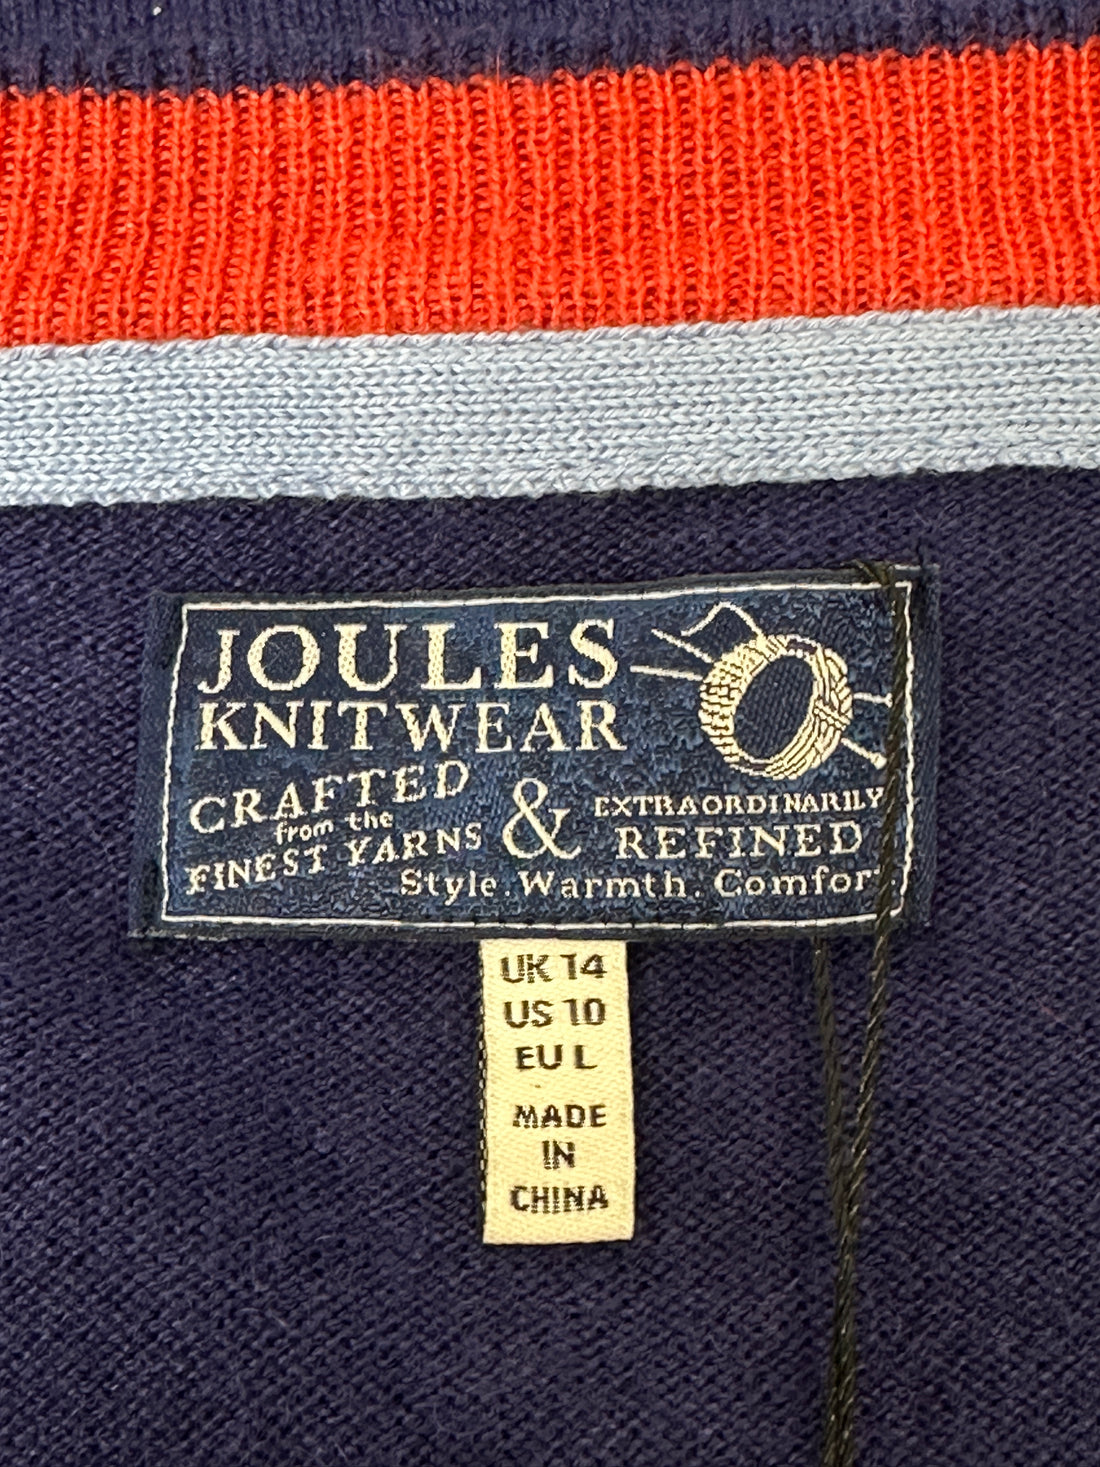 JOULES
KNITWEAR
CRAFTED
from the
FINEST YARNS
&
EXTRAORDINARILY
REFINED
Style. Warmth. Comfor
UK 14
US 10
EU L
MADE
IN
CHINA